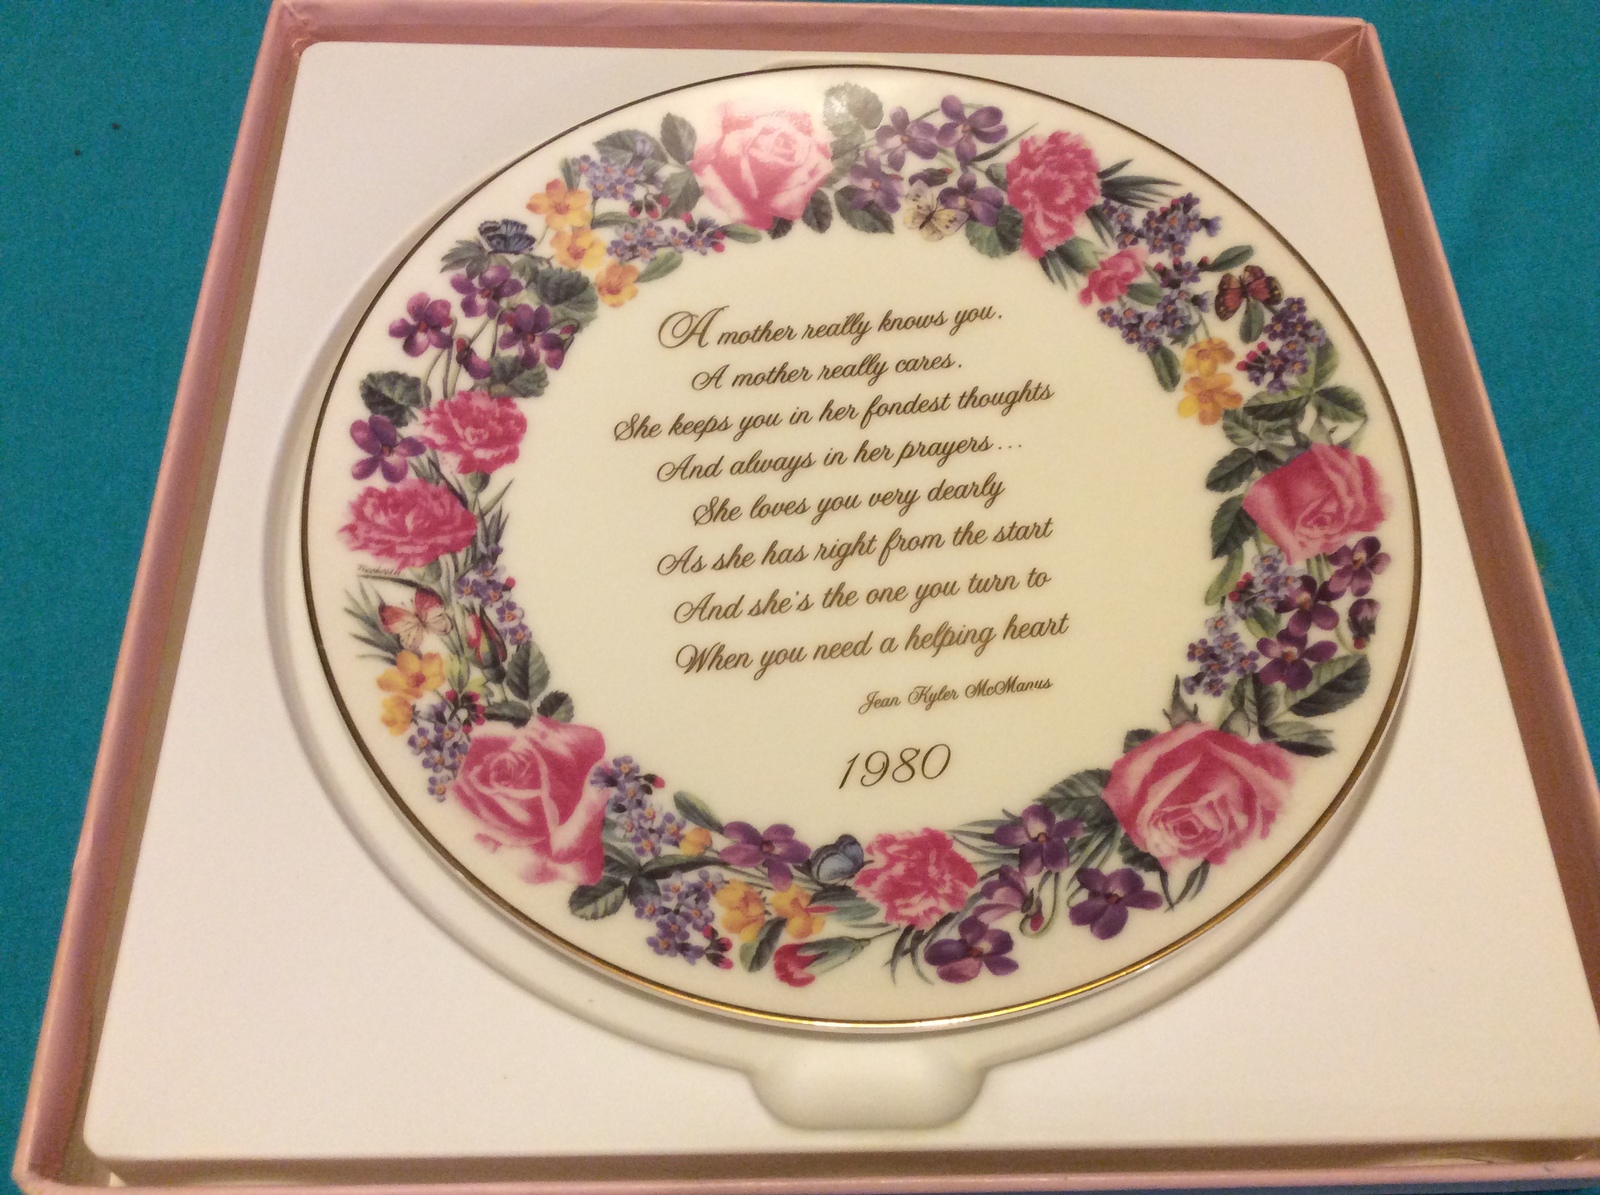 A mother really knows you.
A mother really cares.
She keeps you in her fondest thoughts
And always in her prayers...
She loves you very dearly
As she has right from the start
And she's the one you turn to
When you need a helping heart
Jean Kyler McManus
1980